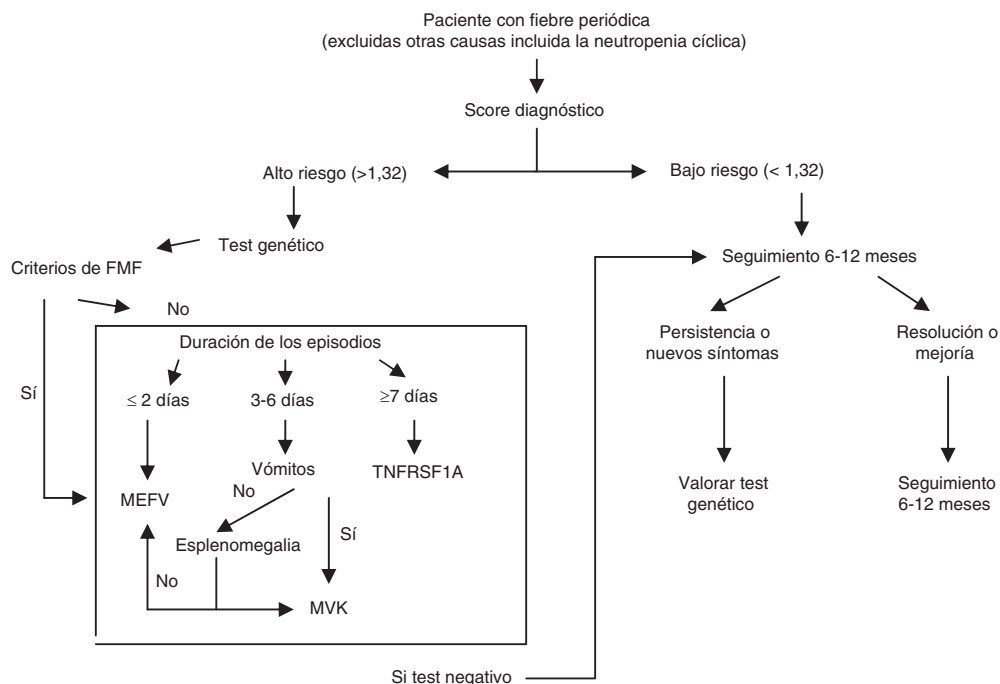 Paciente con fiebre periódica
(excluidas otras causas incluida la neutropenia cíclica)
Score diagnóstico
Alto riesgo (>1,32)
Bajo riesgo (< 1,32)
Test genético
Seguimiento 6-12 meses
Criterios de FMF
No
Persistencia o
nuevos síntomas
Resolución o
mejoría
Duración de los episodios
Sí
≤ 2 días
3-6 días
≥7 días
Vómitos
TNFRSF1A
Valorar test
genético
Seguimiento
6-12 meses
MEFV
No
Sí
Esplenomegalia
No
MVK
Si test negativo